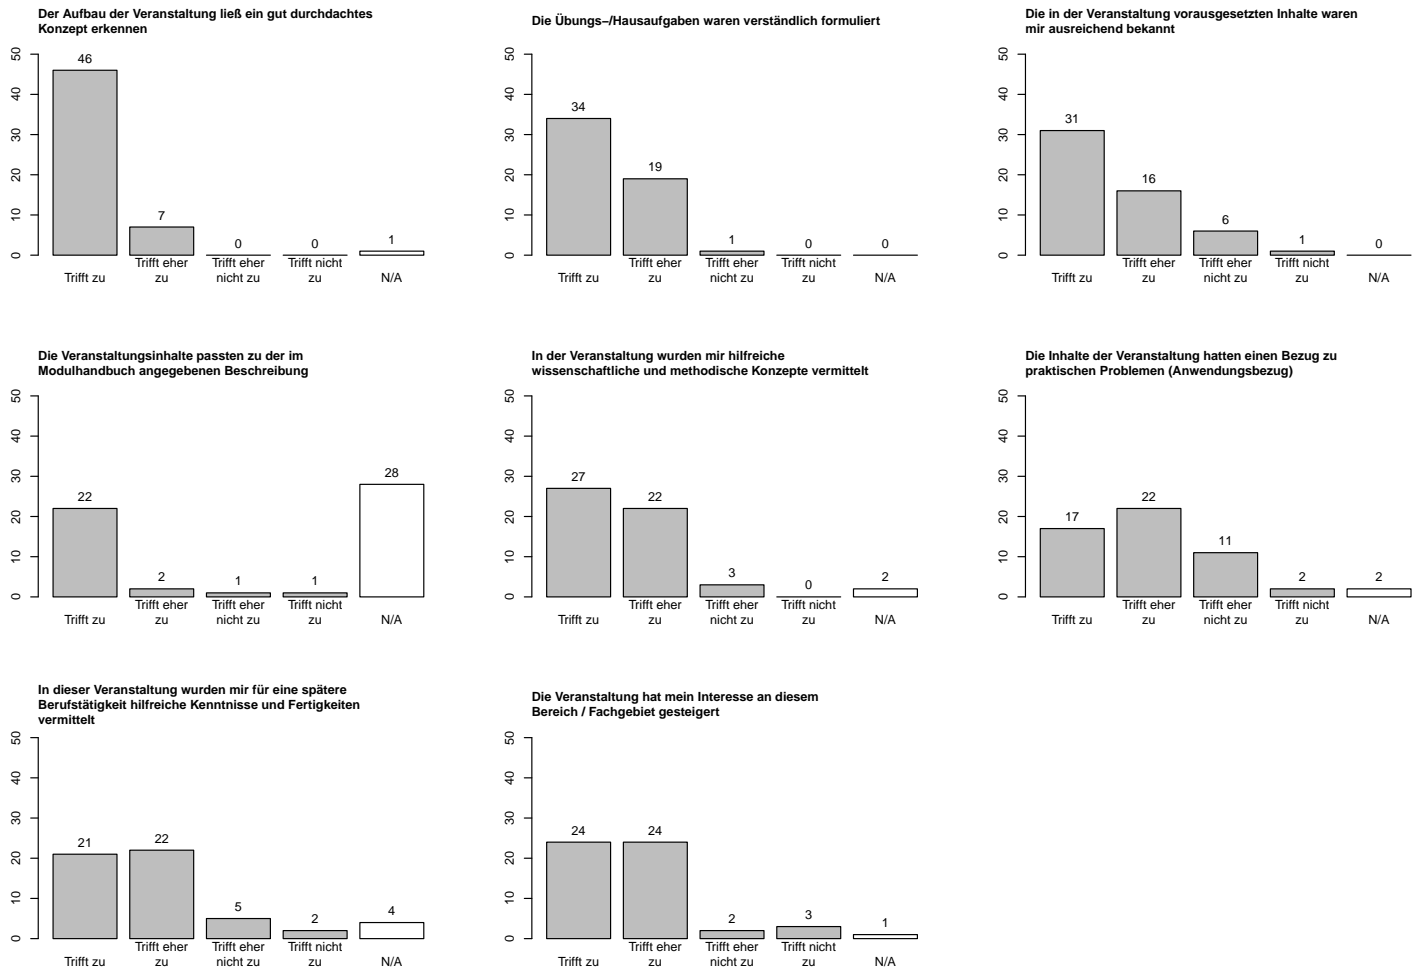 Der Aufbau der Veranstaltung ließ ein gut durchdachtes
Konzept erkennen
50
40
30
20
10
0
46
7
0
0
1
Trifft zu
Trifft eher
zu
Trifft eher
nicht zu
Trifft nicht
zu
N/A
Die Übungs−/Hausaufgaben waren verständlich formuliert
50
40
30
20
10
0
34
19
1
0
0
Trifft zu
Trifft eher
zu
Trifft eher
nicht zu
Trifft nicht
zu
N/A
Die in der Veranstaltung vorausgesetzten Inhalte waren
mir ausreichend bekannt
50
40
30
20
10
0
31
16
6
1
0
Trifft zu
Trifft eher
zu
Trifft eher
nicht zu
Trifft nicht
zu
N/A
Die Veranstaltungsinhalte passten zu der im
Modulhandbuch angegebenen Beschreibung
50
40
30
20
10
0
22
2
1
1
28
Trifft zu
Trifft eher
zu
Trifft eher
nicht zu
Trifft nicht
zu
N/A
In der Veranstaltung wurden mir hilfreiche
wissenschaftliche und methodische Konzepte vermittelt
50
40
30
20
10
0
27
22
3
0
2
Trifft zu
Trifft eher
zu
Trifft eher
nicht zu
Trifft nicht
zu
N/A
Die Inhalte der Veranstaltung hatten einen Bezug zu
praktischen Problemen (Anwendungsbezug)
50
40
30
20
10
0
17
22
11
2
2
Trifft zu
Trifft eher
zu
Trifft eher
nicht zu
Trifft nicht
zu
N/A
In dieser Veranstaltung wurden mir für eine spätere
Berufstätigkeit hilfreiche Kenntnisse und Fertigkeiten
vermittelt
50
40
30
20
10
0
21
22
5
2
4
Trifft zu
Trifft eher
zu
Trifft eher
nicht zu
Trifft nicht
zu
N/A
Die Veranstaltung hat mein Interesse an diesem
Bereich / Fachgebiet gesteigert
50
40
30
20
10
0
24
24
2
3
1
Trifft zu
Trifft eher
zu
Trifft eher
nicht zu
Trifft nicht
zu
N/A